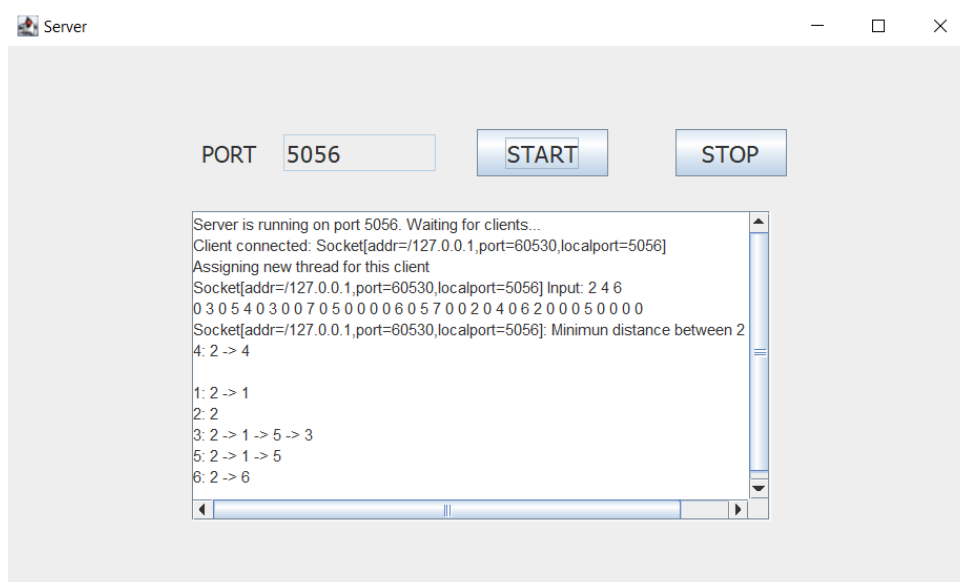 Server
PORT 5056 START STOP
Server is running on port 5056. Waiting for clients...
Client connected: Socket[addr=/127.0.0.1,port=60530,localport=5056]
Assigning new thread for this client
Socket[addr=/127.0.0.1,port=60530,localport=5056] Input: 2 4 6
0 3 0 5 4 0 3 0 0 7 0 5 0 0 0 0 6 0 5 7 0 0 2 0 4 0 6 2 0 0 0 5 0 0 0 0
Socket[addr=/127.0.0.1,port=60530,localport=5056]: Minimun distance between 2
4: 2 -> 4
1: 2 -> 1
2: 2
3: 2 -> 1 -> 5 -> 3
5: 2 -> 1 -> 5
6: 2 -> 6